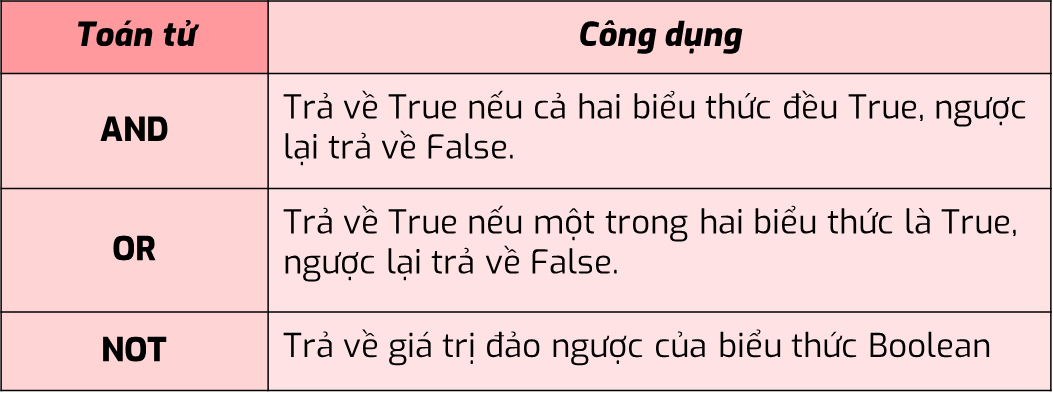 Toán tử
Công dụng
AND
Trả về True nếu cả hai biểu thức đều True, ngược
lại trả về False.
OR
Trả về True nếu một trong hai biểu thức là True,
ngược lại trả về False.
NOT
Trả về giá trị đảo ngược của biểu thức Boolean